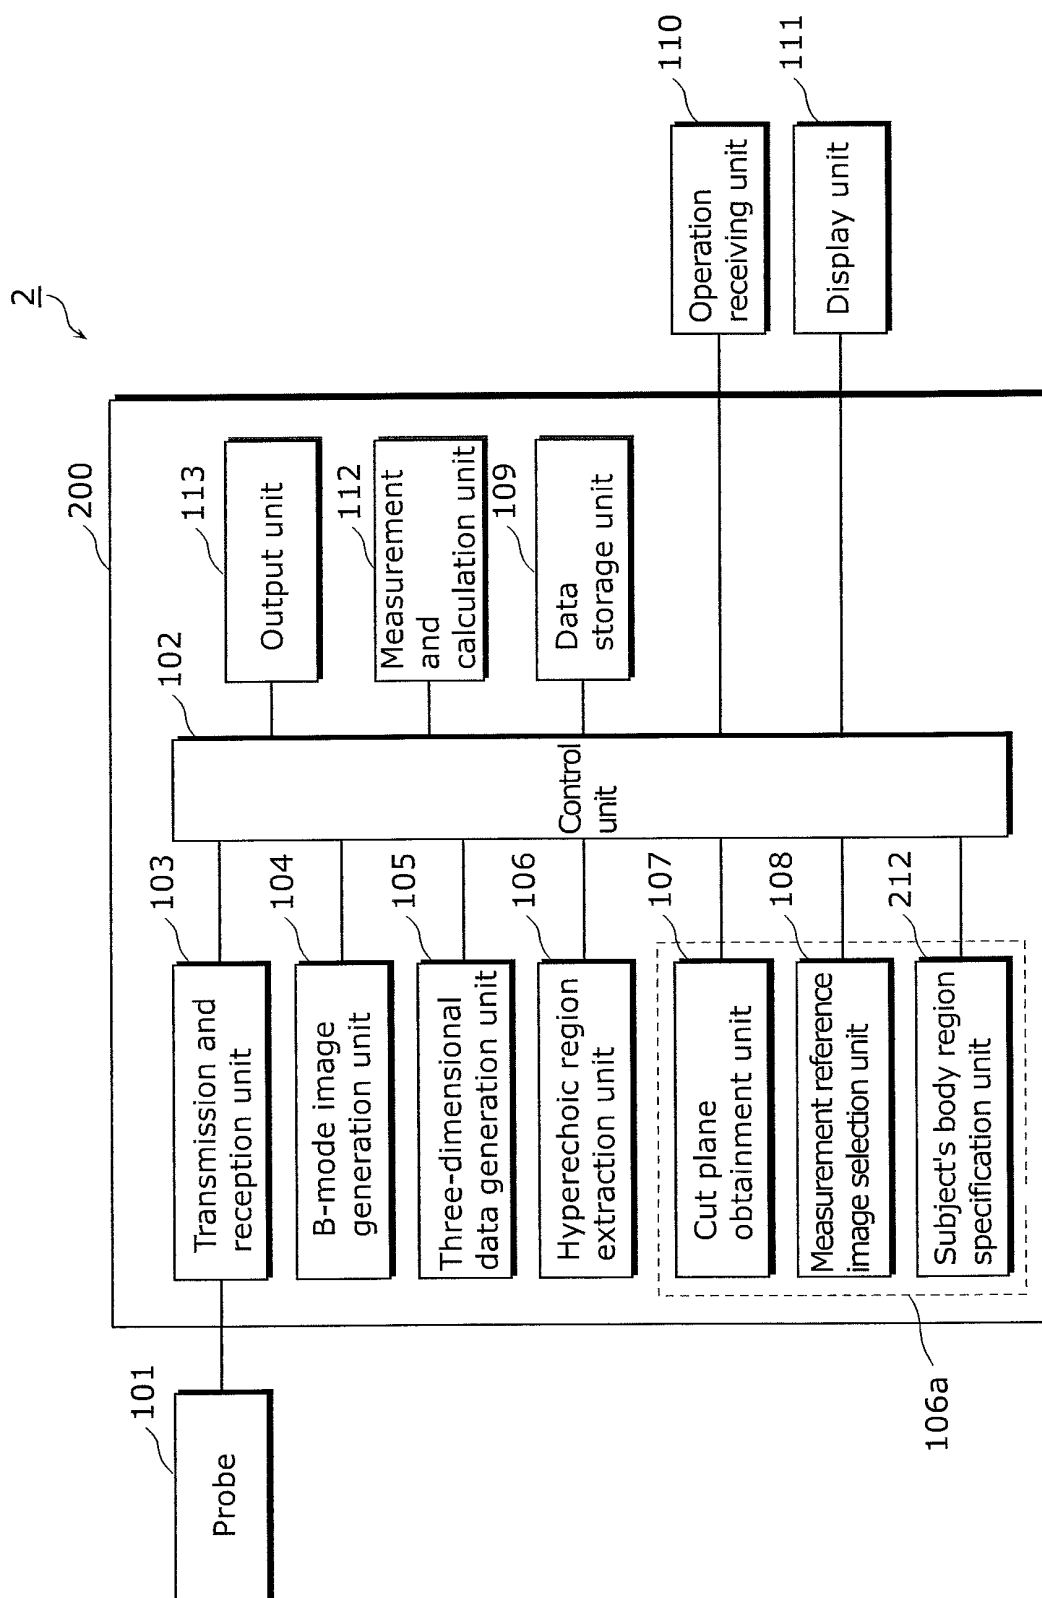 2
200
101
Probe
103
Transmission and
reception unit
104
B-mode image
generation unit
105
Three-dimensional
data generation unit
106
Hyperechoic region
extraction unit
107
Cut plane
obtainment unit
108
Measurement reference
image selection unit
212
Subject's body region
specification unit
106a
102
Control
unit
113
Output unit
112
Measurement
and
calculation unit
109
Data
storage unit
110
Operation
receiving unit
111
Display unit